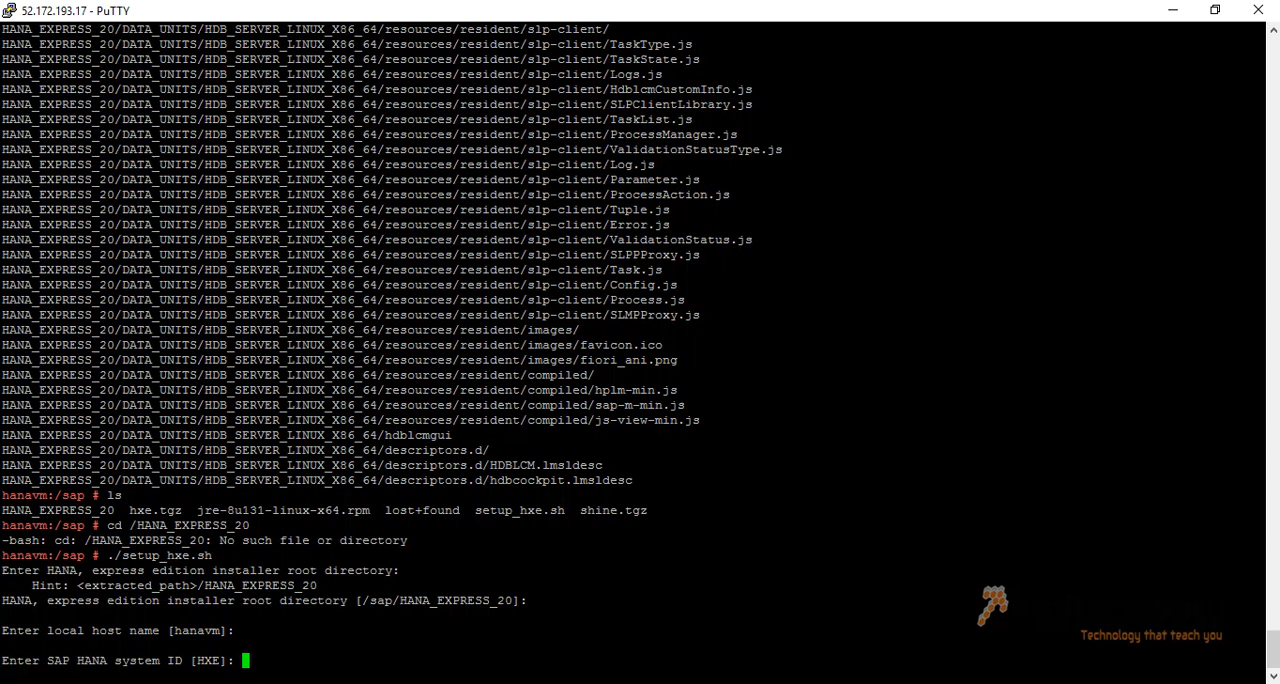 52.172.193.17 - PuTTY
HANA_EXPRESS_20/DATA_UNITS/HDB_SERVER_LINUX_X86_64/resources/resident/slp-client/
HANA_EXPRESS_20/DATA_UNITS/HDB_SERVER_LINUX_X86_64/resources/resident/slp-client/TaskType.js
HANA_EXPRESS_20/DATA_UNITS/HDB_SERVER_LINUX_X86_64/resources/resident/slp-client/TaskState.js
HANA_EXPRESS_20/DATA_UNITS/HDB_SERVER_LINUX_X86_64/resources/resident/slp-client/Logs.js
HANA_EXPRESS_20/DATA_UNITS/HDB_SERVER_LINUX_X86_64/resources/resident/slp-client/HdblcmCustomInfo.js
HANA_EXPRESS_20/DATA_UNITS/HDB_SERVER_LINUX_X86_64/resources/resident/slp-client/SLPClientLibrary.js
HANA_EXPRESS_20/DATA_UNITS/HDB_SERVER_LINUX_X86_64/resources/resident/slp-client/TaskList.js
HANA_EXPRESS_20/DATA_UNITS/HDB_SERVER_LINUX_X86_64/resources/resident/slp-client/ProcessManager.js
HANA_EXPRESS_20/DATA_UNITS/HDB_SERVER_LINUX_X86_64/resources/resident/slp-client/ValidationStatusType.js
HANA_EXPRESS_20/DATA_UNITS/HDB_SERVER_LINUX_X86_64/resources/resident/slp-client/Log.js
HANA_EXPRESS_20/DATA_UNITS/HDB_SERVER_LINUX_X86_64/resources/resident/slp-client/Parameter.js
HANA_EXPRESS_20/DATA_UNITS/HDB_SERVER_LINUX_X86_64/resources/resident/slp-client/ProcessAction.js
HANA_EXPRESS_20/DATA_UNITS/HDB_SERVER_LINUX_X86_64/resources/resident/slp-client/Tuple.js
HANA_EXPRESS_20/DATA_UNITS/HDB_SERVER_LINUX_X86_64/resources/resident/slp-client/Error.js
HANA_EXPRESS_20/DATA_UNITS/HDB_SERVER_LINUX_X86_64/resources/resident/slp-client/ValidationStatus.js
HANA_EXPRESS_20/DATA_UNITS/HDB_SERVER_LINUX_X86_64/resources/resident/slp-client/SLPPProxy.js
HANA_EXPRESS_20/DATA_UNITS/HDB_SERVER_LINUX_X86_64/resources/resident/slp-client/Task.js
HANA_EXPRESS_20/DATA_UNITS/HDB_SERVER_LINUX_X86_64/resources/resident/slp-client/Config.js
HANA_EXPRESS_20/DATA_UNITS/HDB_SERVER_LINUX_X86_64/resources/resident/slp-client/Process.js
HANA_EXPRESS_20/DATA_UNITS/HDB_SERVER_LINUX_X86_64/resources/resident/slp-client/SLMPProxy.js
HANA_EXPRESS_20/DATA_UNITS/HDB_SERVER_LINUX_X86_64/resources/resident/images/
HANA_EXPRESS_20/DATA_UNITS/HDB_SERVER_LINUX_X86_64/resources/resident/images/favicon.ico
HANA_EXPRESS_20/DATA_UNITS/HDB_SERVER_LINUX_X86_64/resources/resident/images/fiori_ani.png
HANA_EXPRESS_20/DATA_UNITS/HDB_SERVER_LINUX_X86_64/resources/resident/compiled/
HANA_EXPRESS_20/DATA_UNITS/HDB_SERVER_LINUX_X86_64/resources/resident/compiled/hplm-min.js
HANA_EXPRESS_20/DATA_UNITS/HDB_SERVER_LINUX_X86_64/resources/resident/compiled/sap-m-min.js
HANA_EXPRESS_20/DATA_UNITS/HDB_SERVER_LINUX_X86_64/resources/resident/compiled/js-view-min.js
HANA_EXPRESS_20/DATA_UNITS/HDB_SERVER_LINUX_X86_64/hdblcmgui
HANA_EXPRESS_20/DATA_UNITS/HDB_SERVER_LINUX_X86_64/descriptors.d/
HANA_EXPRESS_20/DATA_UNITS/HDB_SERVER_LINUX_X86_64/descriptors.d/HDBLCM.lmsldesc
HANA_EXPRESS_20/DATA_UNITS/HDB_SERVER_LINUX_X86_64/descriptors.d/hdbcockpit.lmsldesc
hanavm:/sap # ls
HANA_EXPRESS_20  hxe.tgz  jre-8u131-linux-x64.rpm  lost+found  setup_hxe.sh  shine.tgz
hanavm:/sap # cd /HANA_EXPRESS_20
-bash: cd: /HANA_EXPRESS_20: No such file or directory
hanavm:/sap # ./setup_hxe.sh
Enter HANA, express edition installer root directory:
    Hint: <extracted_path>/HANA_EXPRESS_20
HANA, express edition installer root directory [/sap/HANA_EXPRESS_20]:
Enter local host name [hanavm]:
Enter SAP HANA system ID [HXE]:
Technology that teach you